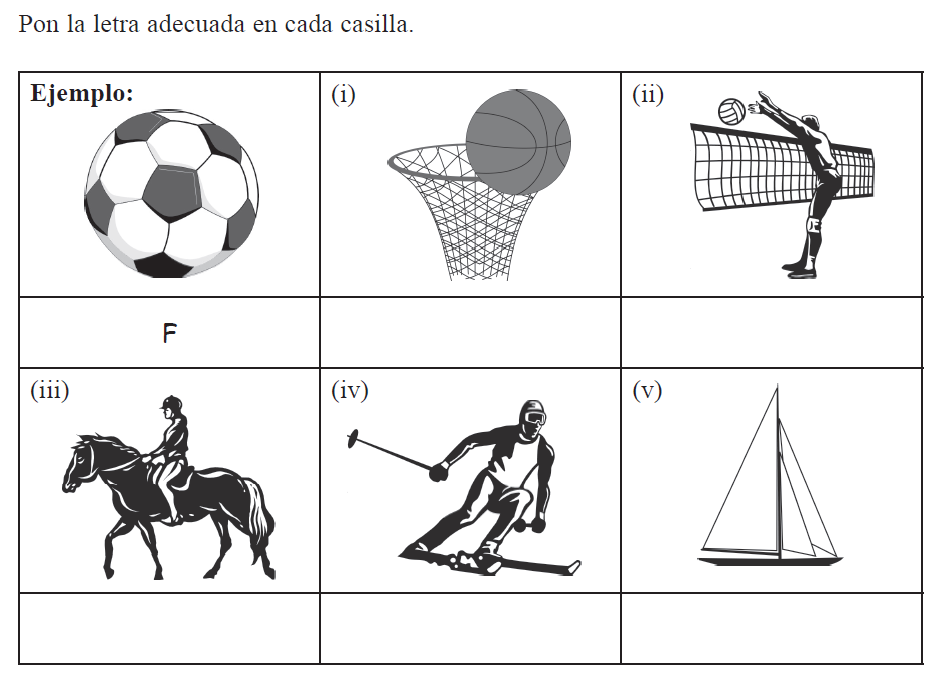 Pon la letra adecuada en cada casilla.
Ejemplo:
(i)
(ii)
F
(iii)
(iv)
(v)